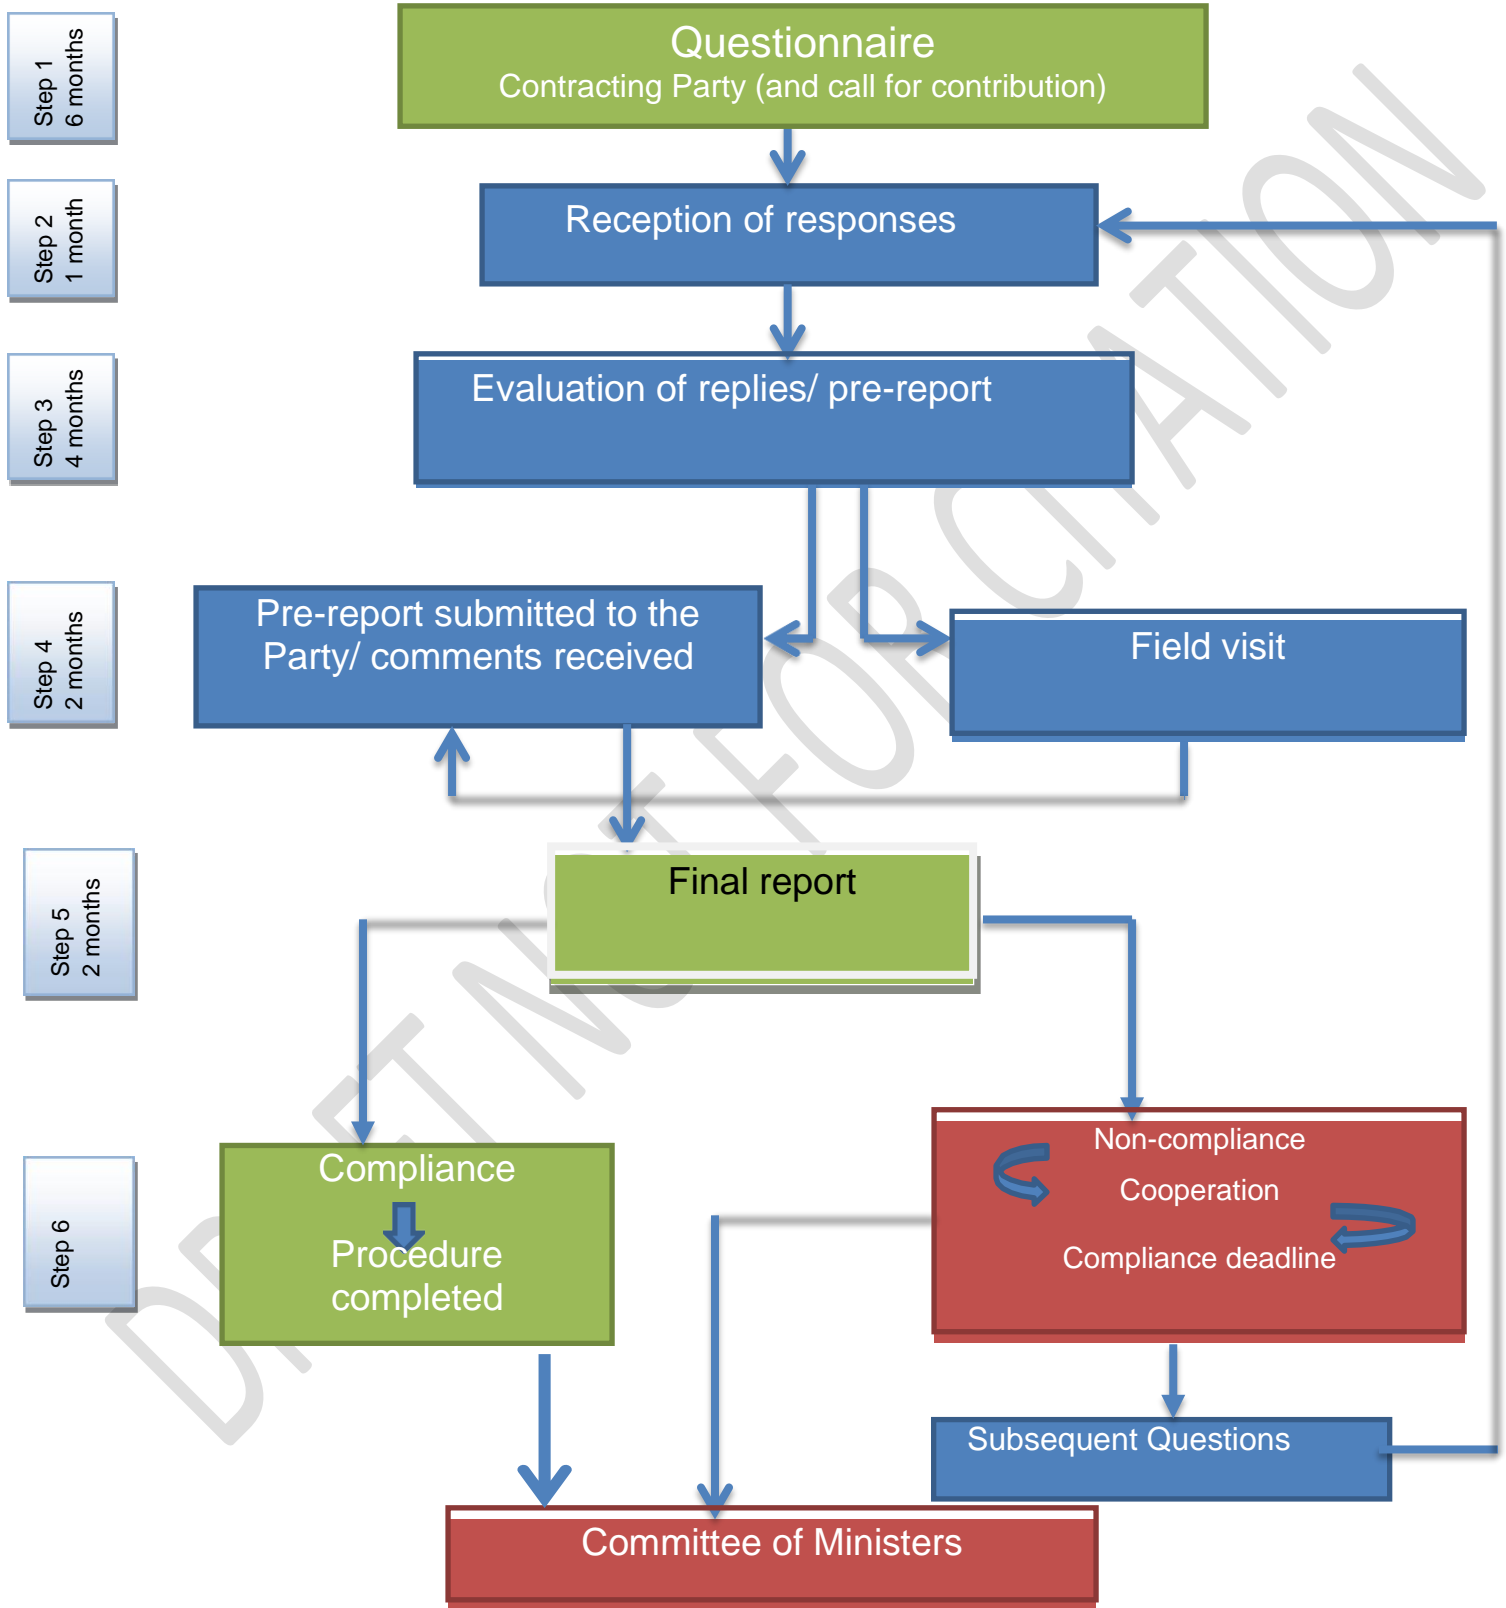 Step 1
6 months
Questionnaire
Contracting Party (and call for contribution)
Step 2
1 month
Reception of responses
Step 3
4 months
Evaluation of replies/ pre-report
Step 4
2 months
Pre-report submitted to the
Party/ comments received
Field visit
Step 5
2 months
Final report
Step 6
Compliance
Procedure
completed
Non-compliance
Cooperation
Compliance deadline
Subsequent Questions
Committee of Ministers
DRAFT NOT FOR CITATION